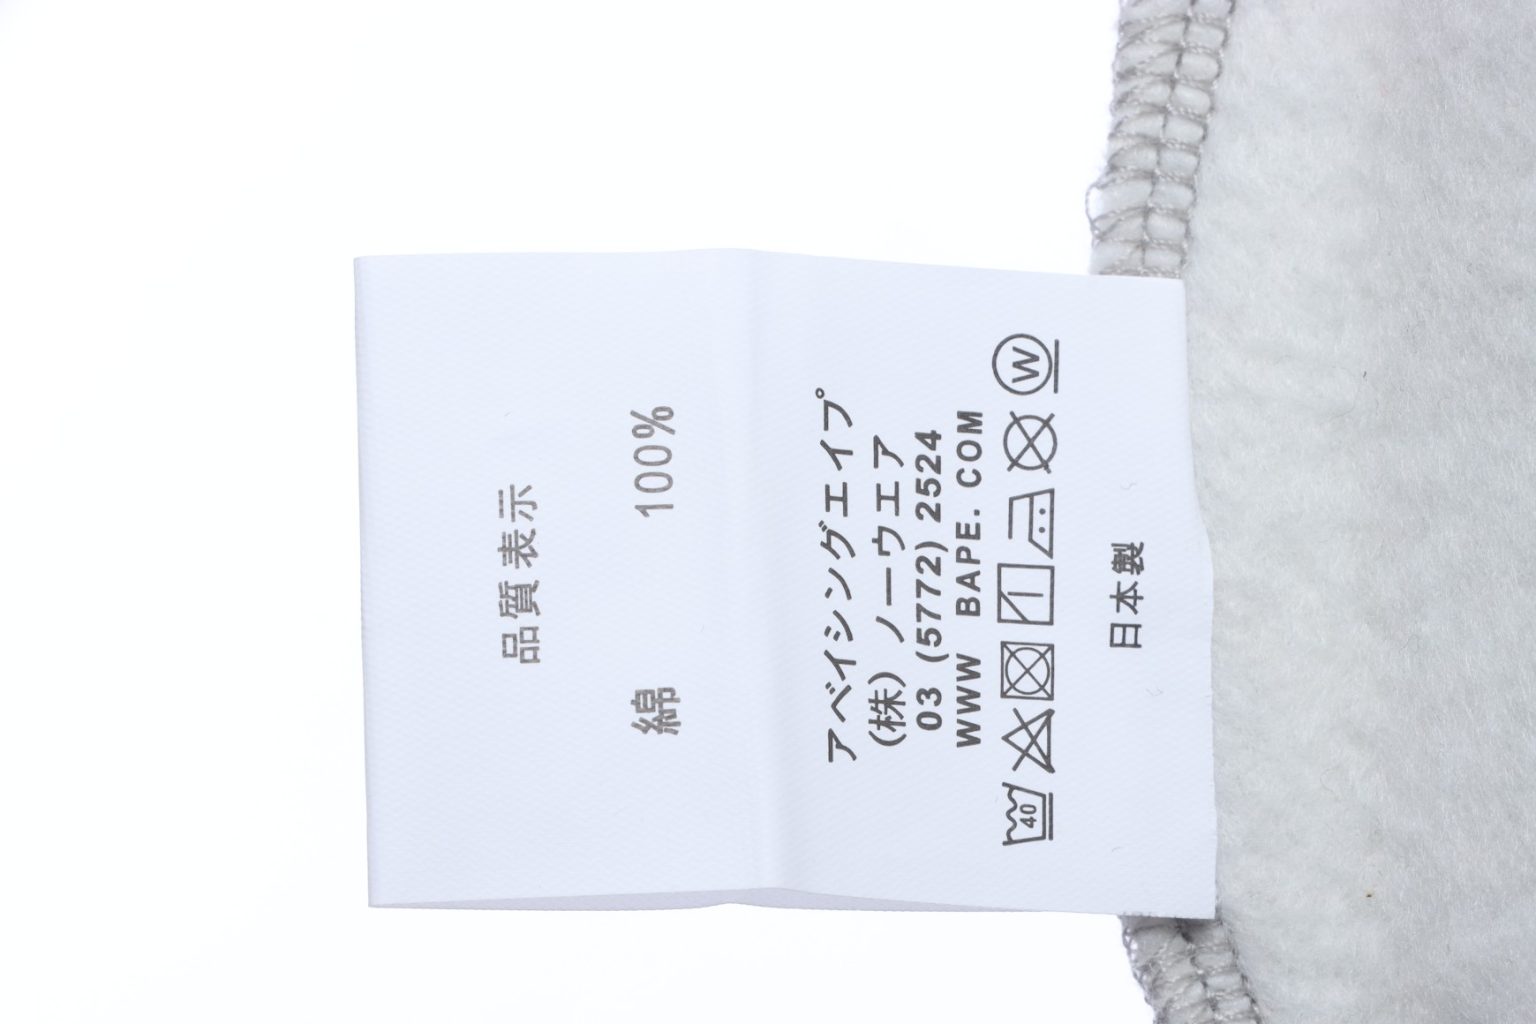 品質表示
綿 100%
アベイシングエイプ
(株) ノーウエア
03 (5772) 2524
WWW BAPE. COM
40
W
日本製